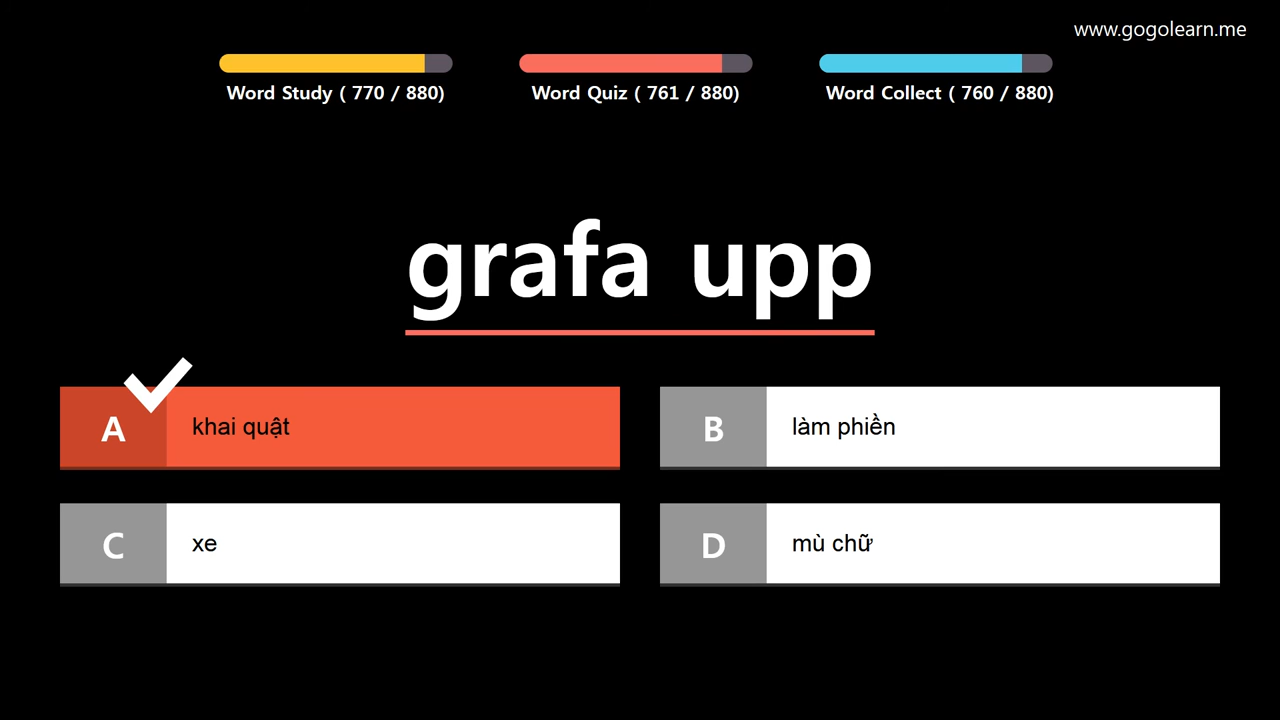 www.gogolearn.me
Word Study ( 770 / 880)
Word Quiz ( 761 / 880)
Word Collect ( 760 / 880)
grafa upp
A khai quật
B làm phiền
C xe
D mù chữ